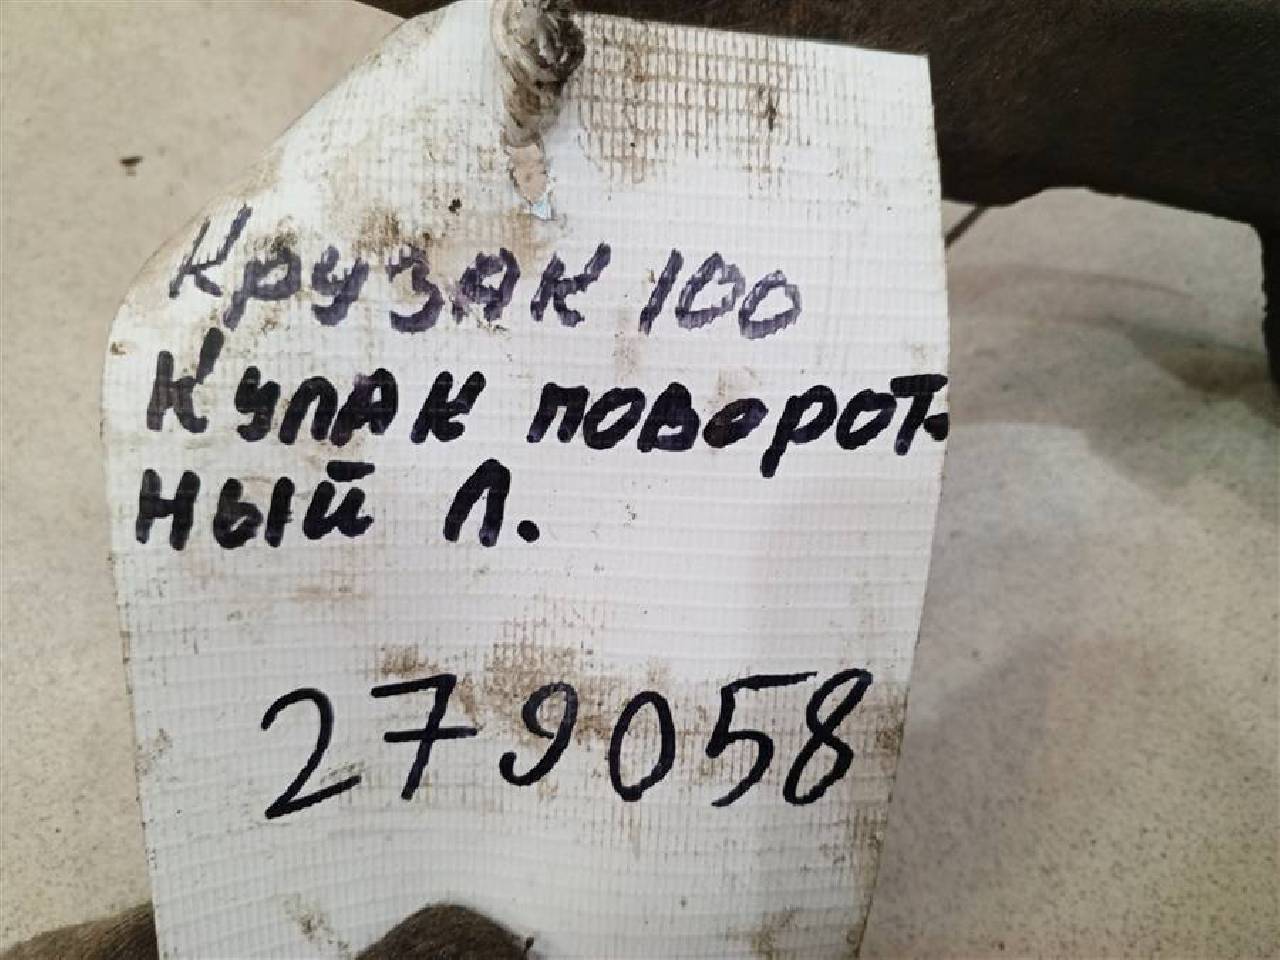 Крузак 100
Кулак поворот-
ный Л.
279058